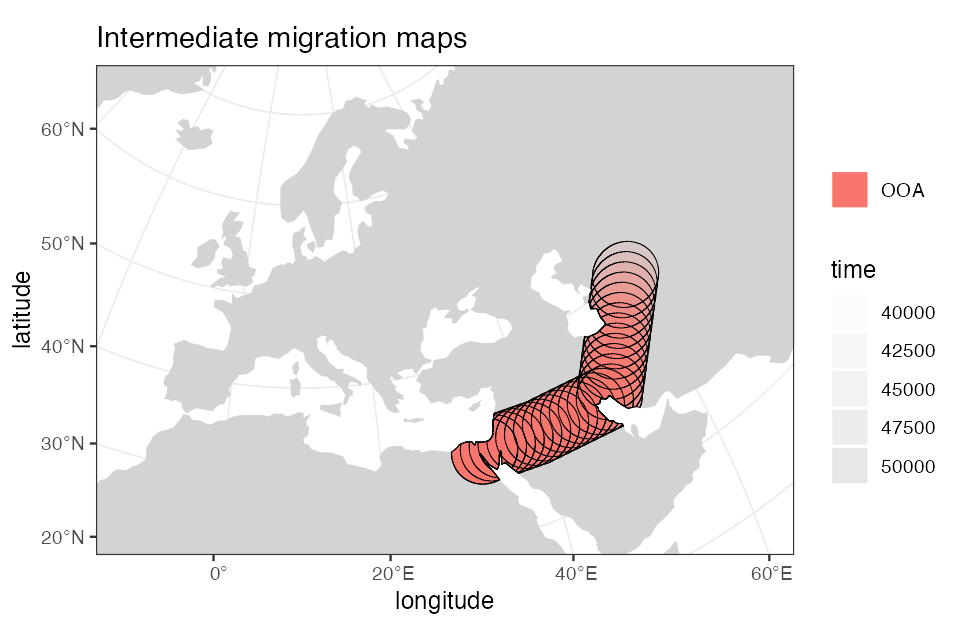 Intermediate migration maps
60°N
50°N
40°N
30°N
20°N
latitude
0°
20°E
40°E
60°E
longitude
OOA
time
40000
42500
45000
47500
50000